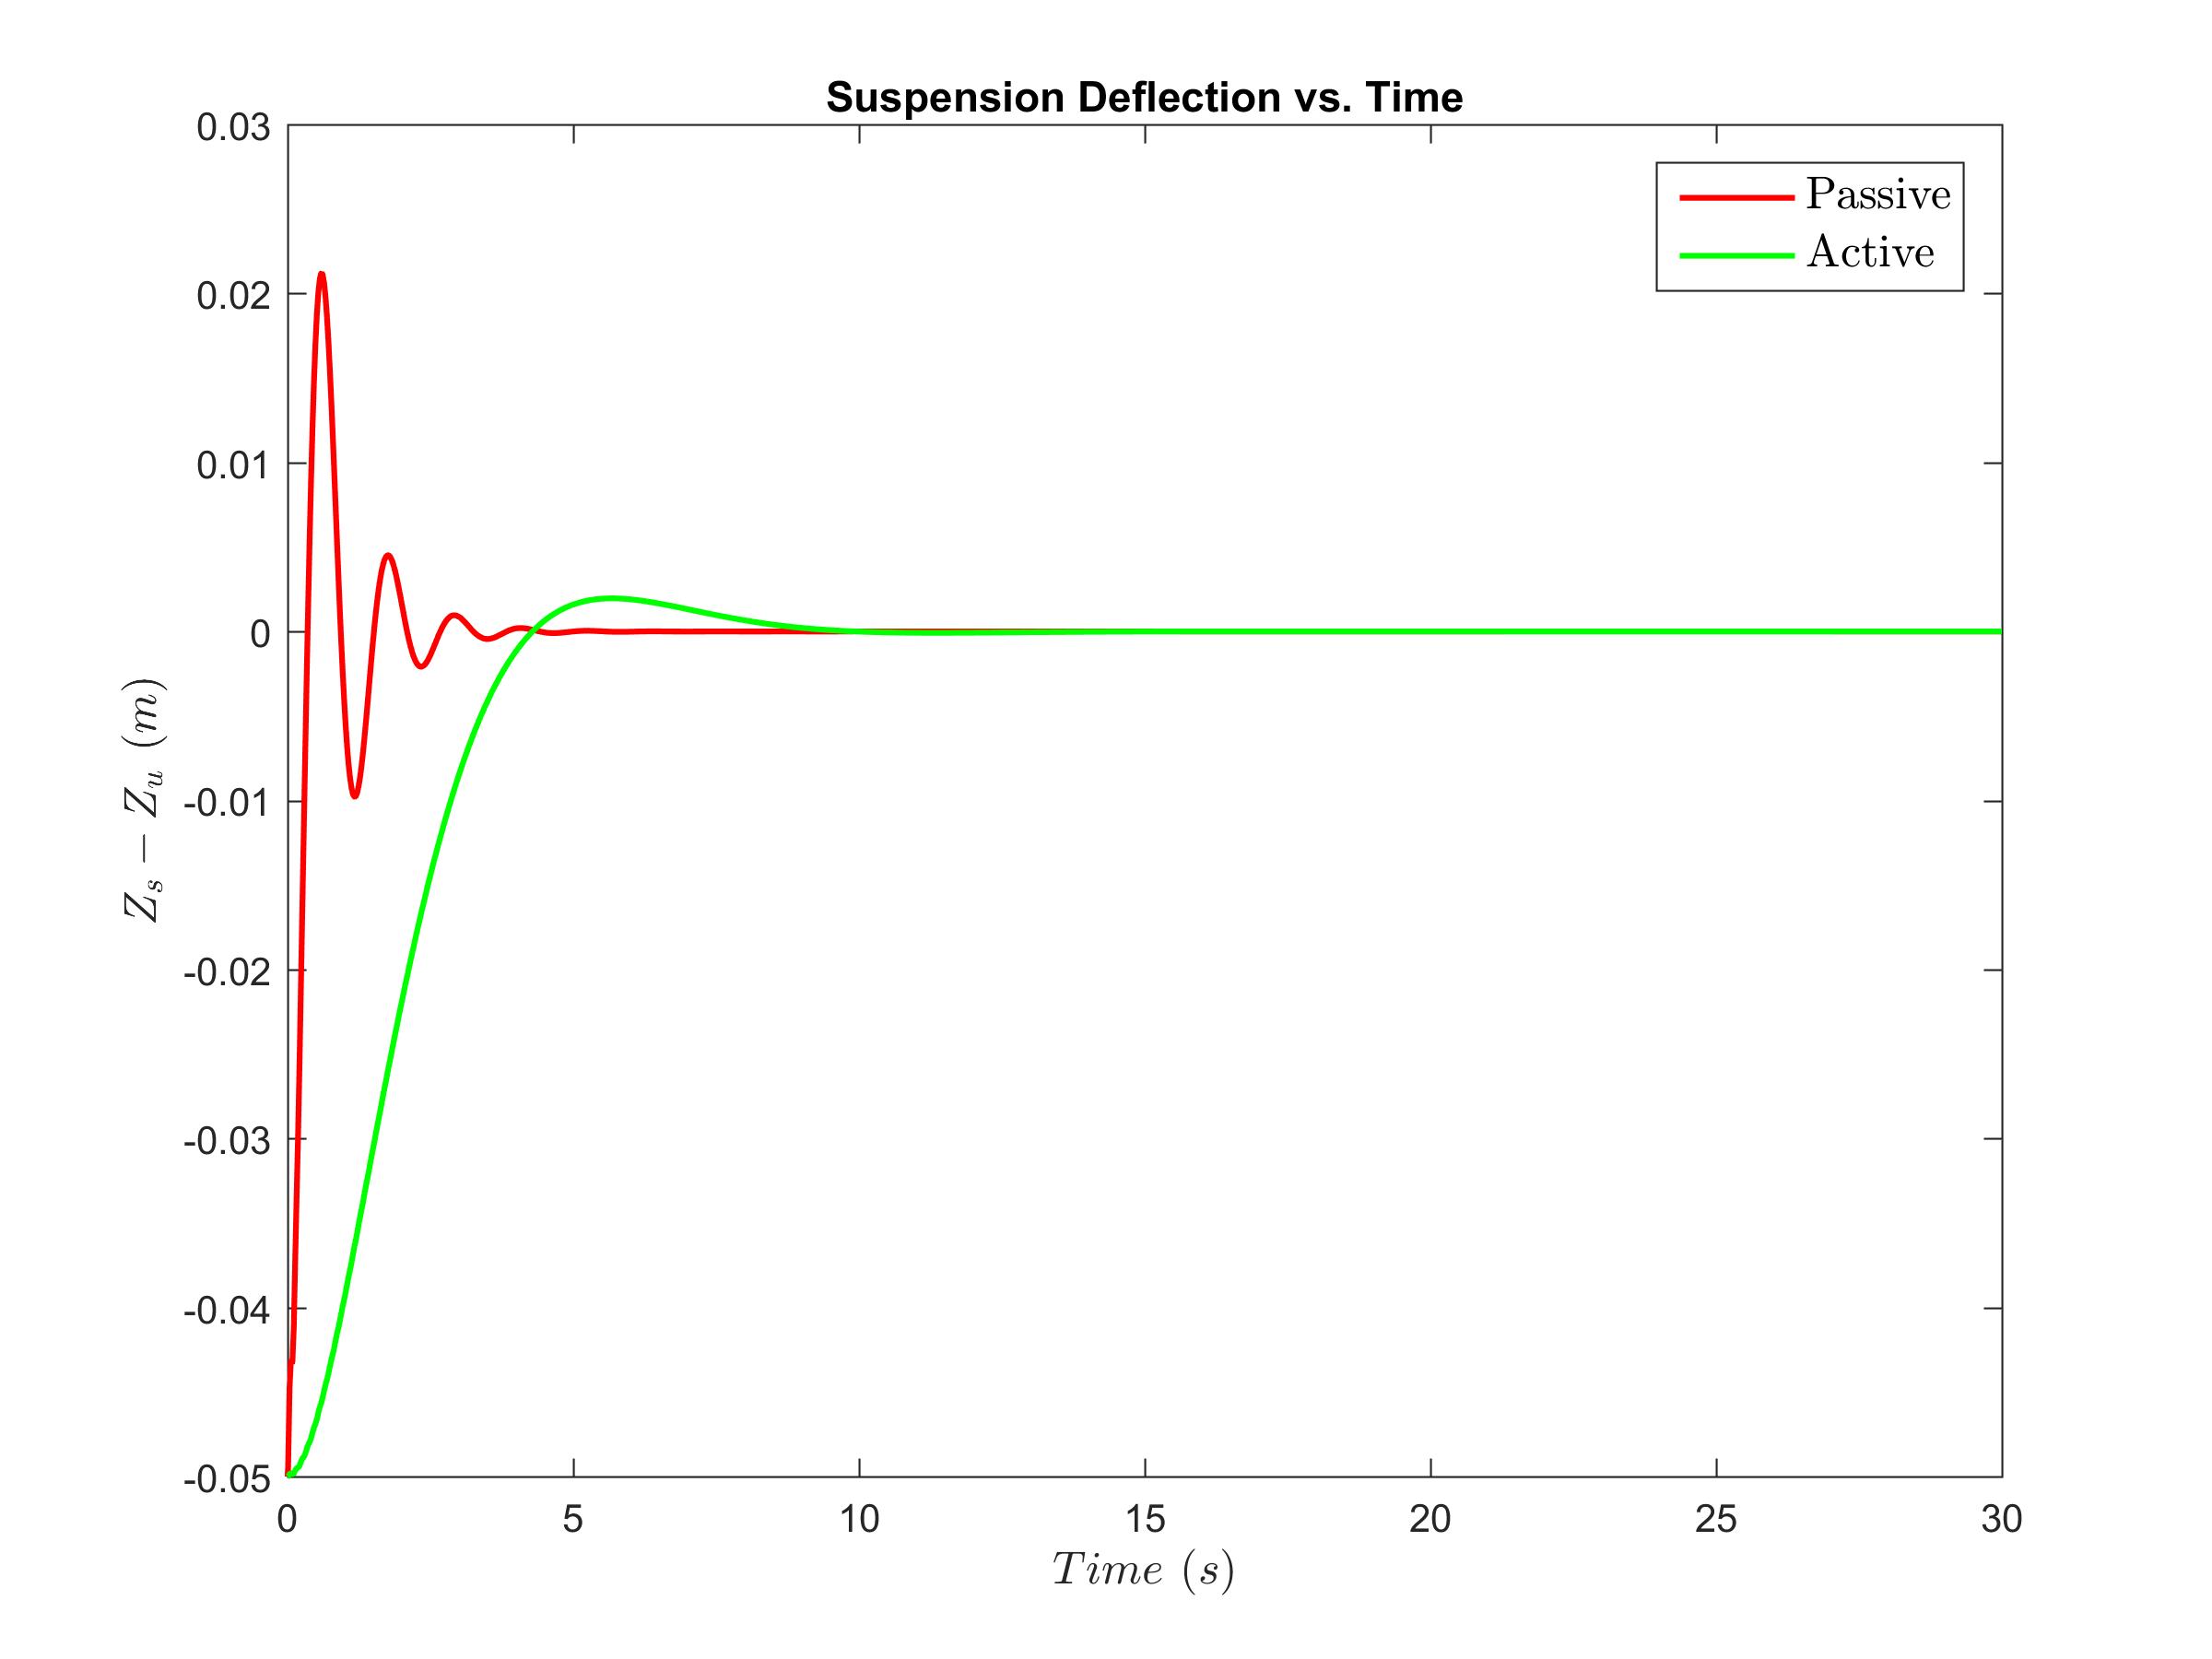 Suspension Deflection vs. Time
0.03
0.02
0.01
0
-0.01
-0.02
-0.03
-0.04
-0.05
Z_s − Z_u (m)
Passive
Active
0 5 10 15 20 25 30
Time (s)